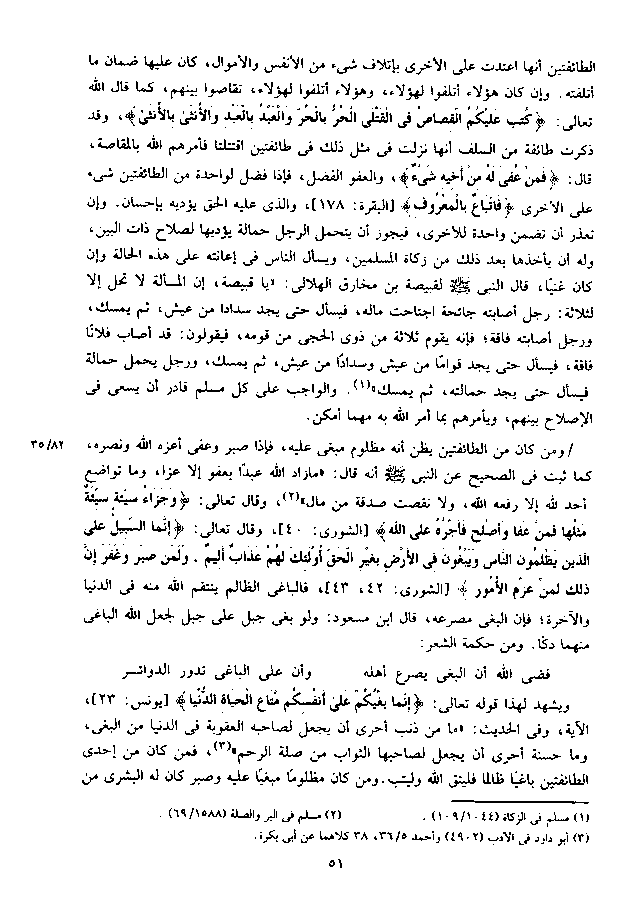 الطائفتين أنها اعتدت على الأخرى بإتلاف شيء من الأنفس والأموال، كان عليها ضمان ما
أتلفته. وإن كان هؤلاء أتلفوا لهؤلاء، وهؤلاء أتلفوا لهؤلاء، تقاصوا بينهم، كما قال الله
تعالى: ﴿كُتِبَ عَلَيْكُمُ الْقِصَاصُ فِي الْقَتْلَى الْحُرُّ بِالْحُرِّ وَالْعَبْدُ بِالْعَبْدِ وَالْأُنثَىٰ بِالْأُنثَىٰ﴾، وقد
ذكرت طائفة من السلف أنها نزلت في مثل ذلك في طائفتين اقتتلتا فأمرهم الله بالمقاصة،
قال: ﴿فَمَنْ عُفِيَ لَهُ مِنْ أَخِيهِ شَيْءٌ﴾، والعفو الفضل، فإذا فضل لواحدة من الطائفتين شيء
على الأخرى ﴿فَاتِّبَاعٌ بِالْمَعْرُوفِ﴾ [البقرة: ١٧٨]، والذي عليه الحق يؤديه بإحسان. وإن
تعذر أن تضمن واحدة للأخرى، فيجوز أن يتحمل الرجل حمالة يؤديها لصلاح ذات البين،
وله أن يأخذها بعد ذلك من زكاة المسلمين، ويسأل الناس في إعانته على هذه الحالة وإن
كان غنيًا، قال النبي ﷺ لقبيصة بن مخارق الهلالي: «يا قبيصة، إن المسألة لا تحل إلا
لثلاثة: رجل أصابته جائحة اجتاحت ماله، فيسأل حتى يجد سدادا من عيش، ثم يمسك،
ورجل أصابته فاقة؛ فإنه يقوم ثلاثة من ذوى الحجى من قومه، فيقولون: قد أصاب فلانًا
فاقة، فيسأل حتى يجد قوامًا من عيش وسدادًا من عيش، ثم يمسك، ورجل يحمل حمالة
فيسأل حتى يجد حمالته، ثم يمسك»(١). والواجب على كل مسلم قادر أن يسعى في
الإصلاح بينهم، ويأمرهم بما أمر الله به مهما أمكن.
٣٥/٨٢ /ومن كان من الطائفتين يظن أنه مظلوم مبغى عليه، فإذا صبر وعفى أعزه الله ونصره،
كما ثبت في الصحيح عن النبي ﷺ أنه قال: «مازاد الله عبدًا بعفو إلا عزا، وما تواضع
أحد لله إلا رفعه الله، ولا نقصت صدقة من مال»(٢)، وقال تعالى: ﴿وَجَزَاءُ سَيِّئَةٍ سَيِّئَةٌ
مِّثْلُهَا فَمَنْ عَفَا وَأَصْلَحَ فَأَجْرُهُ عَلَى اللَّهِ﴾ [الشورى: ٤٠]، وقال تعالى: ﴿إِنَّمَا السَّبِيلُ عَلَى
الَّذِينَ يَظْلِمُونَ النَّاسَ وَيَبْغُونَ فِي الْأَرْضِ بِغَيْرِ الْحَقِّ أُولَٰئِكَ لَهُمْ عَذَابٌ أَلِيمٌ . وَلَمَن صَبَرَ وَغَفَرَ إِنَّ
ذَلِكَ لَمِنْ عَزْمِ الْأُمُورِ﴾ [الشورى: ٤٢، ٤٣]، فالباغى الظالم ينتقم الله منه في الدنيا
والآخرة؛ فإن البغى مصرعه، قال ابن مسعود: ولو بغى جبل على جبل لجعل الله الباغى
منهما دكًا. ومن حكمة الشعر:
قضى الله أن البغى يصرع أهله وأن على الباغى تدور الدوائر
ويشهد لهذا قوله تعالى: ﴿إِنَّمَا بَغْيُكُمْ عَلَىٰ أَنفُسِكُم مَّتَاعَ الْحَيَاةِ الدُّنْيَا﴾ [يونس: ٢٣]،
الآية، وفى الحديث: «ما من ذنب أحرى أن يجعل لصاحبه العقوبة في الدنيا من البغى،
وما حسنة أحرى أن يجعل لصاحبها الثواب من صلة الرحم»(٣)، فمن كان من إحدى
الطائفتين باغيًا ظالما فليتق الله وليتب. ومن كان مظلومًا مبغيًا عليه وصبر كان له البشرى من
(١) مسلم في الزكاة (١٠٩/١٠٤٤). (٢) مسلم في البر والصلة (٦٩/١٥٨٨).
(٣) أبو داود في الأدب (٤٩٠٢) وأحمد ٣٦/٥، ٣٨ كلاهما عن أبي بكرة.
٥١